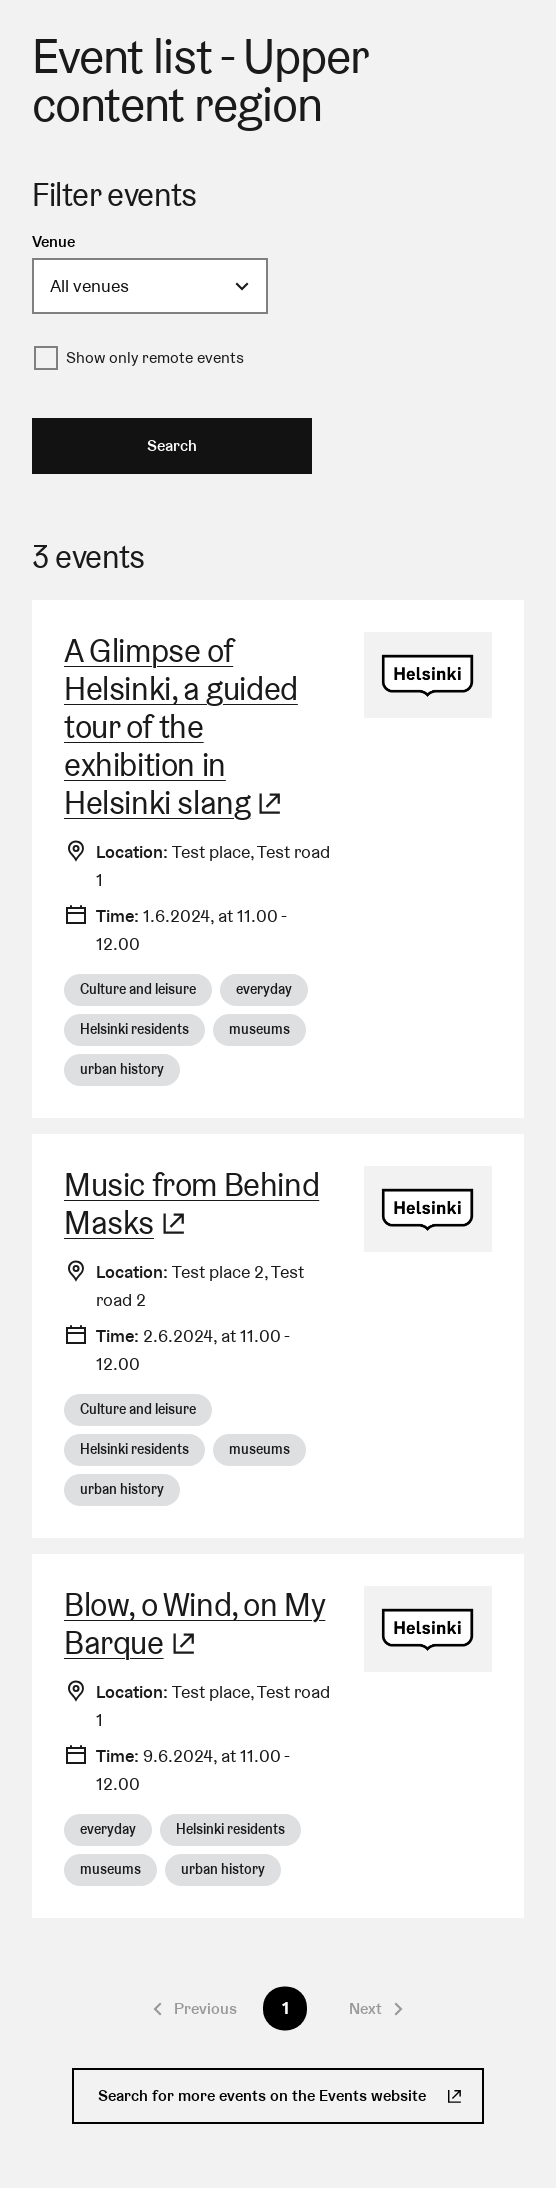 Event list - Upper
content region
Filter events
Venue
All venues
Show only remote events
Search
3 events
A Glimpse of
Helsinki, a guided
tour of the
exhibition in
Helsinki slang
Helsinki
Location: Test place, Test road
1
Time: 1.6.2024, at 11.00 -
12.00
Culture and leisure everyday
Helsinki residents museums
urban history
Music from Behind
Masks
Helsinki
Location: Test place 2, Test
road 2
Time: 2.6.2024, at 11.00 -
12.00
Culture and leisure
Helsinki residents museums
urban history
Blow, o Wind, on My
Barque
Helsinki
Location: Test place, Test road
1
Time: 9.6.2024, at 11.00 -
12.00
everyday Helsinki residents
museums urban history
Previous 1 Next
Search for more events on the Events website